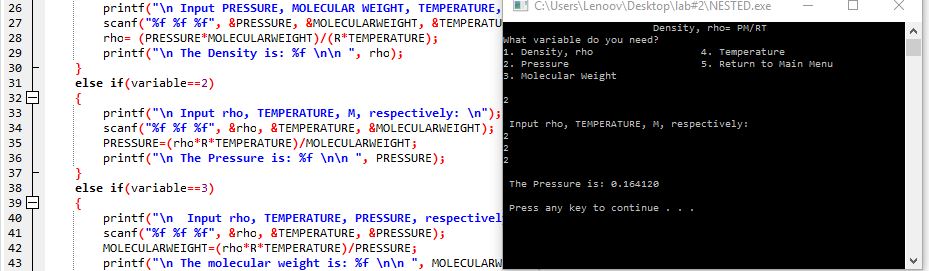 26 printf("\n Input PRESSURE, MOLECULAR WEIGHT, TEMPERATURE,
27 scanf("%f %f %f", &PRESSURE, &MOLECULARWEIGHT, &TEMPERATU
28 rho= (PRESSURE*MOLECULARWEIGHT)/(R*TEMPERATURE);
29 printf("\n The Density is: %f \n\n ", rho);
30 }
31 else if(variable==2)
32 {
33 printf("\n Input rho, TEMPERATURE, M, respectively: \n");
34 scanf("%f %f %f", &rho, &TEMPERATURE, &MOLECULARWEIGHT);
35 PRESSURE=(rho*R*TEMPERATURE)/MOLECULARWEIGHT;
36 printf("\n The Pressure is: %f \n\n ", PRESSURE);
37 }
38 else if(variable==3)
39 {
40 printf("\n  Input rho, TEMPERATURE, PRESSURE, respectivel
41 scanf("%f %f %f", &rho, &TEMPERATURE, &PRESSURE);
42 MOLECULARWEIGHT=(rho*R*TEMPERATURE)/PRESSURE;
43 printf("\n The molecular weight is: %f \n\n ", MOLECULARW
C:\Users\Lenoov\Desktop\lab#2\NESTED.exe
Density, rho= PM/RT
What variable do you need?
1. Density, rho 4. Temperature
2. Pressure 5. Return to Main Menu
3. Molecular Weight
2
Input rho, TEMPERATURE, M, respectively:
2
2
2
The Pressure is: 0.164120
Press any key to continue . . .